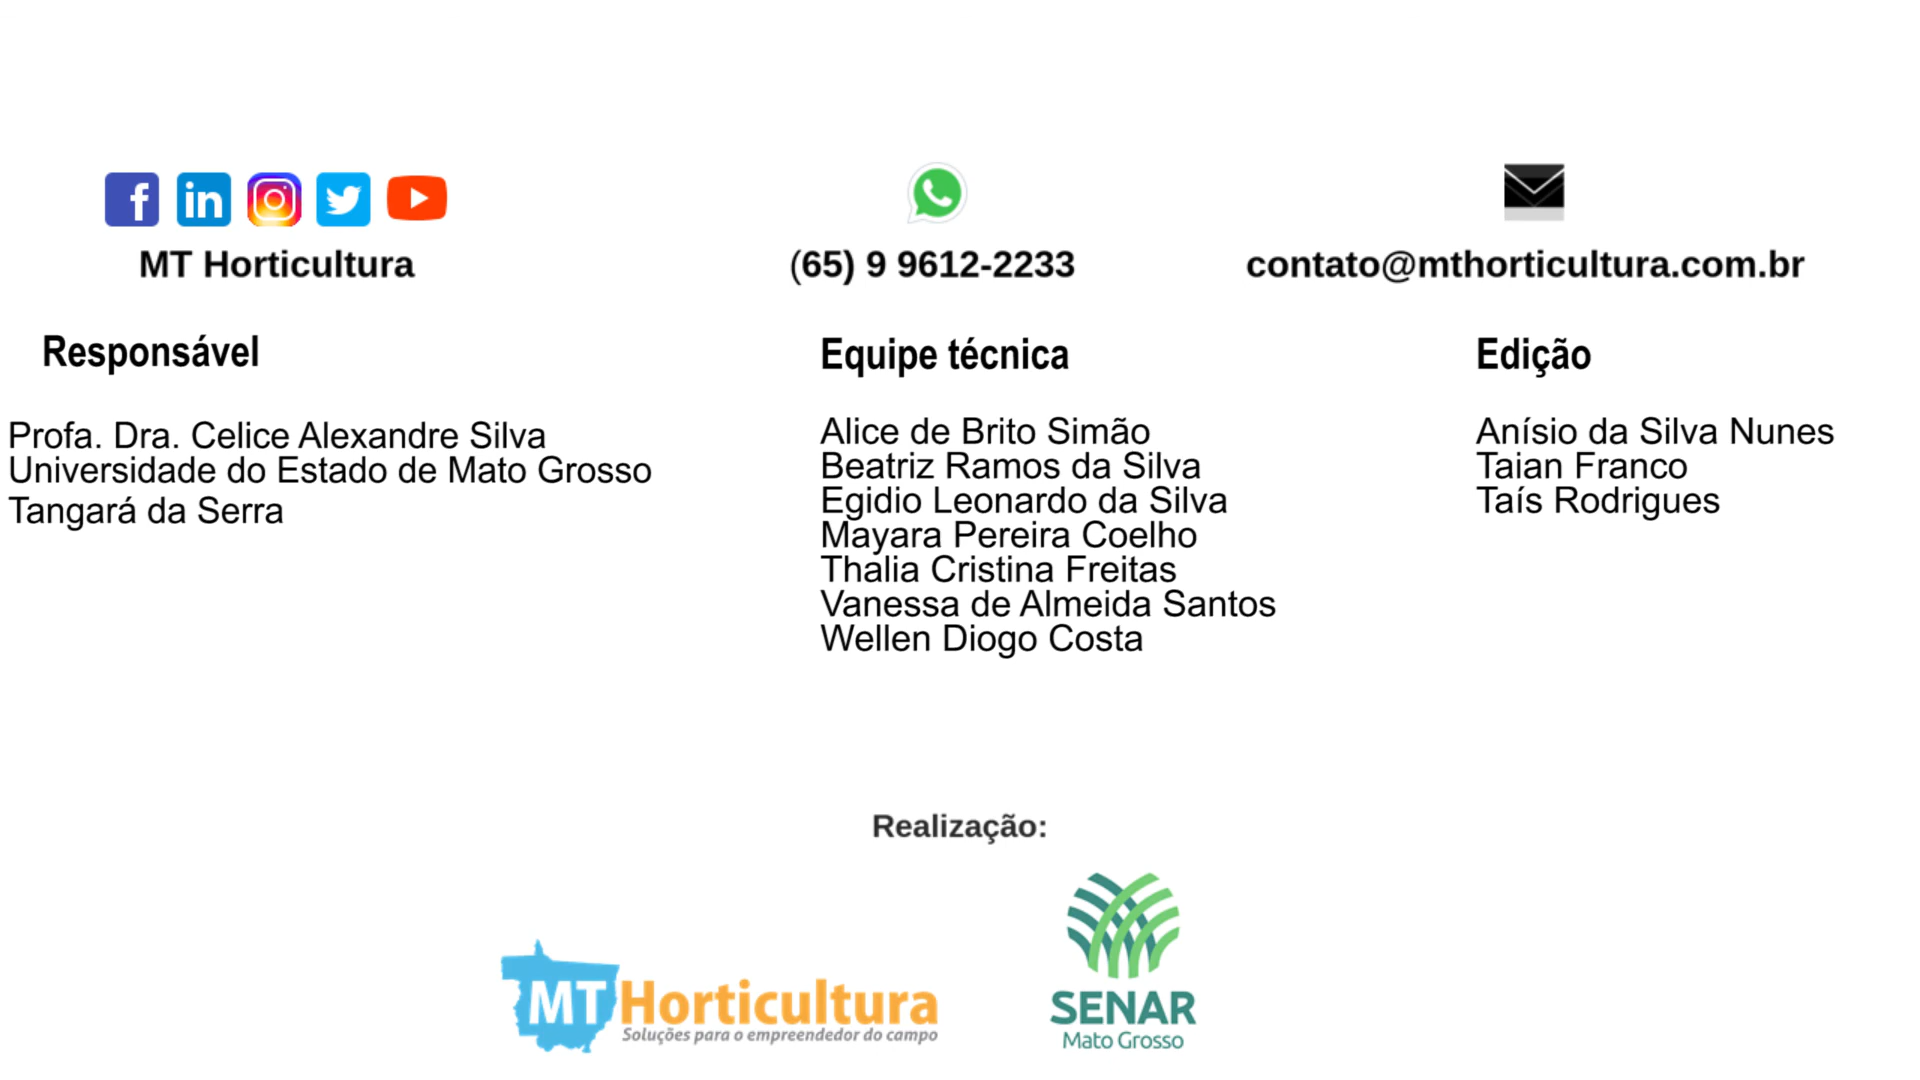 MT Horticultura
(65) 9 9612-2233
contato@mthorticultura.com.br
Responsável
Profa. Dra. Celice Alexandre Silva
Universidade do Estado de Mato Grosso
Tangará da Serra
Equipe técnica
Alice de Brito Simão
Beatriz Ramos da Silva
Egidio Leonardo da Silva
Mayara Pereira Coelho
Thalia Cristina Freitas
Vanessa de Almeida Santos
Wellen Diogo Costa
Edição
Anísio da Silva Nunes
Taian Franco
Taís Rodrigues
Realização:
MT Horticultura
Soluções para o empreendedor do campo
SENAR
Mato Grosso